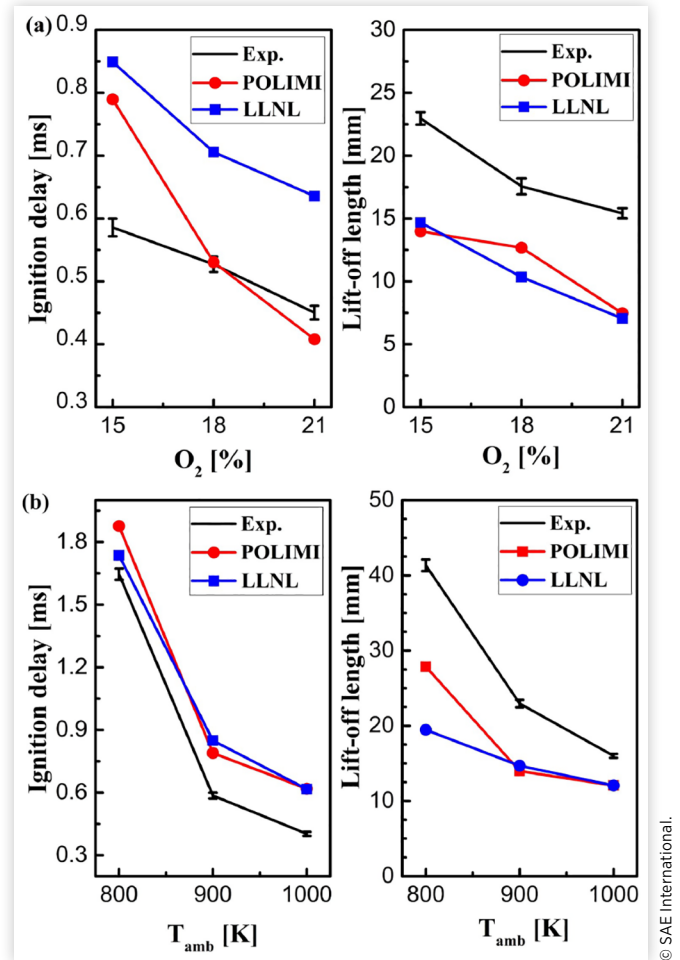 (a)
0.9
0.8
0.7
0.6
0.5
0.4
0.3
Ignition delay [ms]
Exp.
POLIMI
LLNL
15
18
21
O2 [%]
30
25
20
15
10
5
0
Lift-off length [mm]
Exp.
POLIMI
LLNL
15
18
21
O2 [%]
(b)
1.8
1.5
1.2
0.9
0.6
0.3
Ignition delay [ms]
Exp.
POLIMI
LLNL
800
900
1000
Tamb [K]
50
40
30
20
10
0
Lift-off length [mm]
Exp.
POLIMI
LLNL
800
900
1000
Tamb [K]
© SAE International.